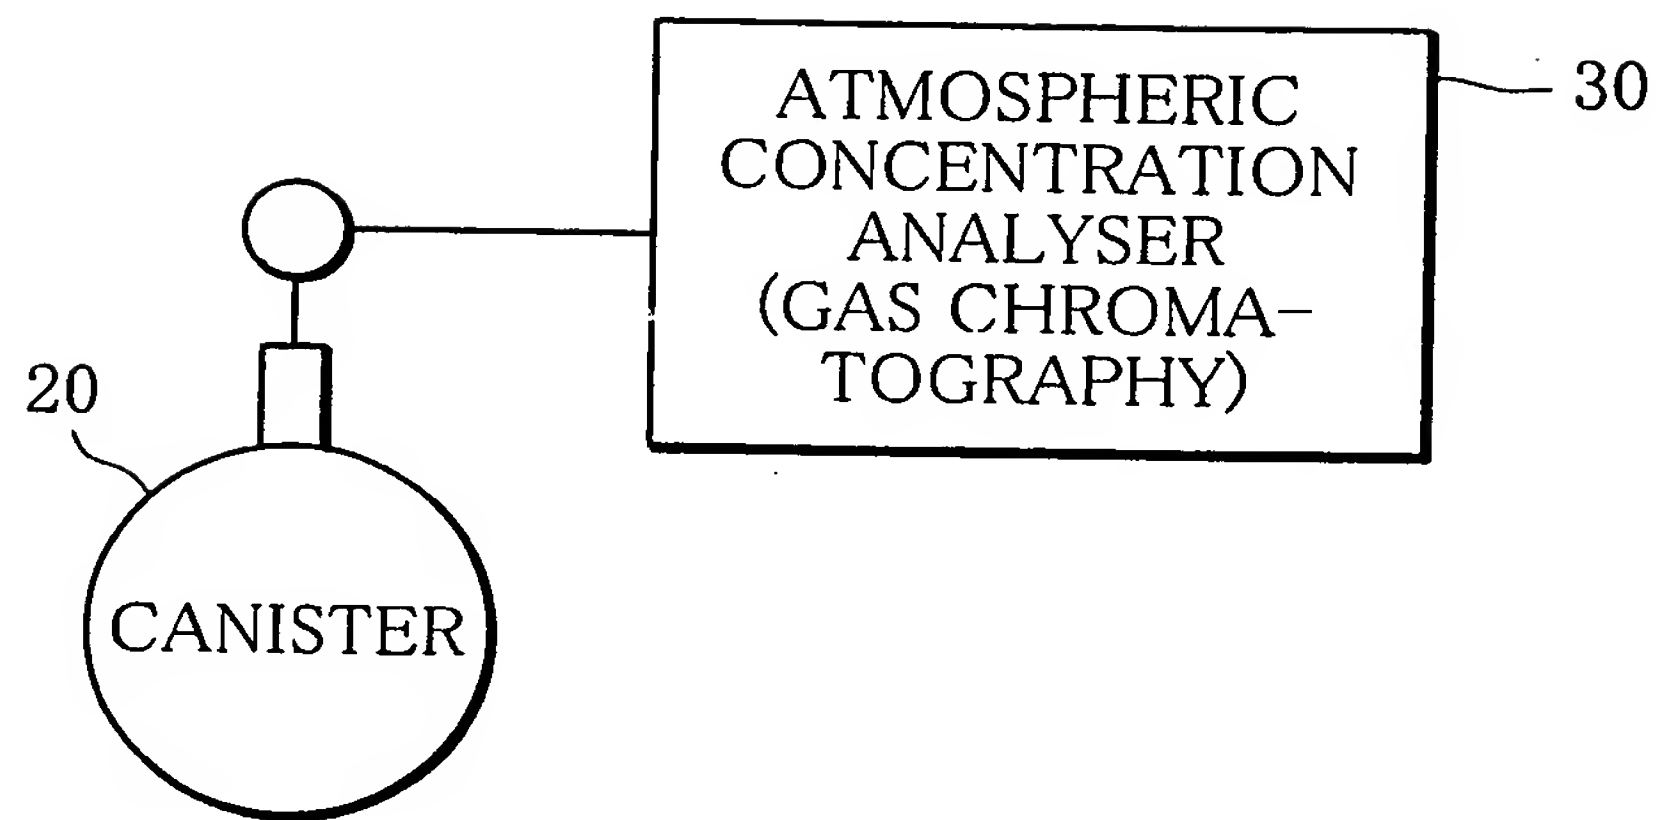 ATMOSPHERIC
CONCENTRATION
ANALYSER
(GAS CHROMA-
TOGRAPHY)
30
20
CANISTER